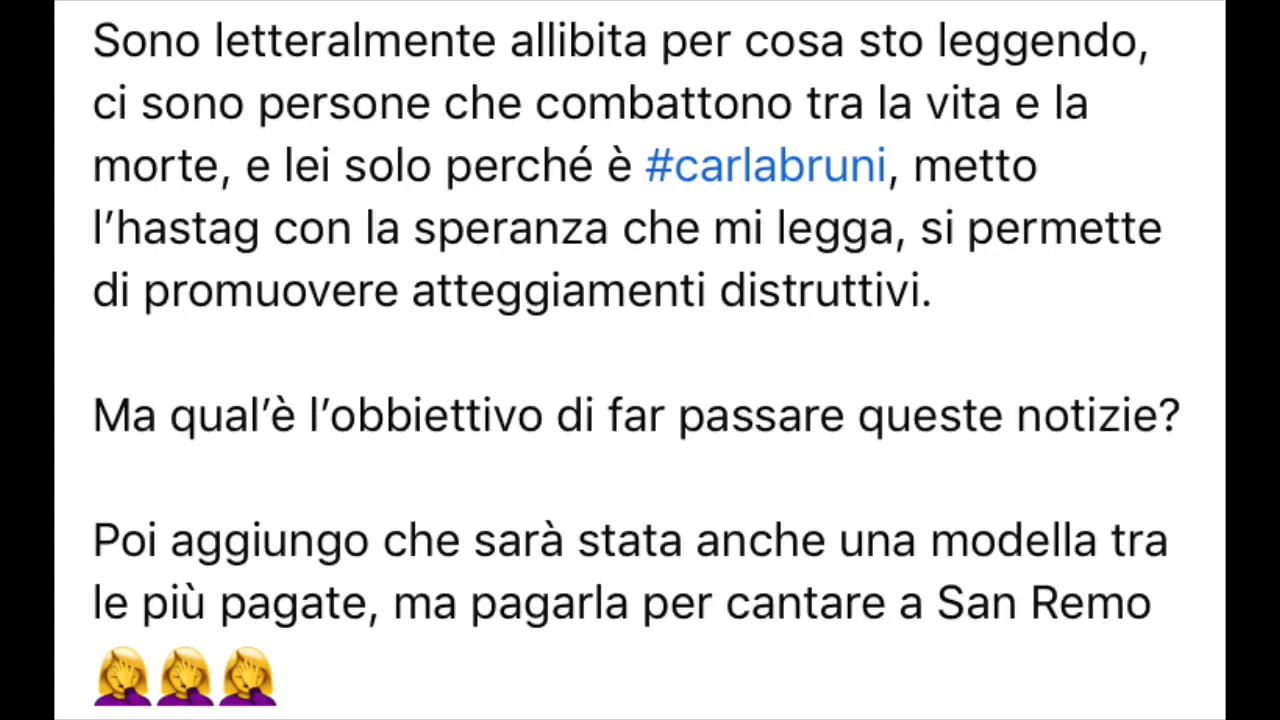 Sono letteralmente allibita per cosa sto leggendo,
ci sono persone che combattono tra la vita e la
morte, e lei solo perché è #carlabruni, metto
l’hastag con la speranza che mi legga, si permette
di promuovere atteggiamenti distruttivi.
Ma qual’è l’obbiettivo di far passare queste notizie?
Poi aggiungo che sarà stata anche una modella tra
le più pagate, ma pagarla per cantare a San Remo
🤦‍♀️🤦‍♀️🤦‍♀️